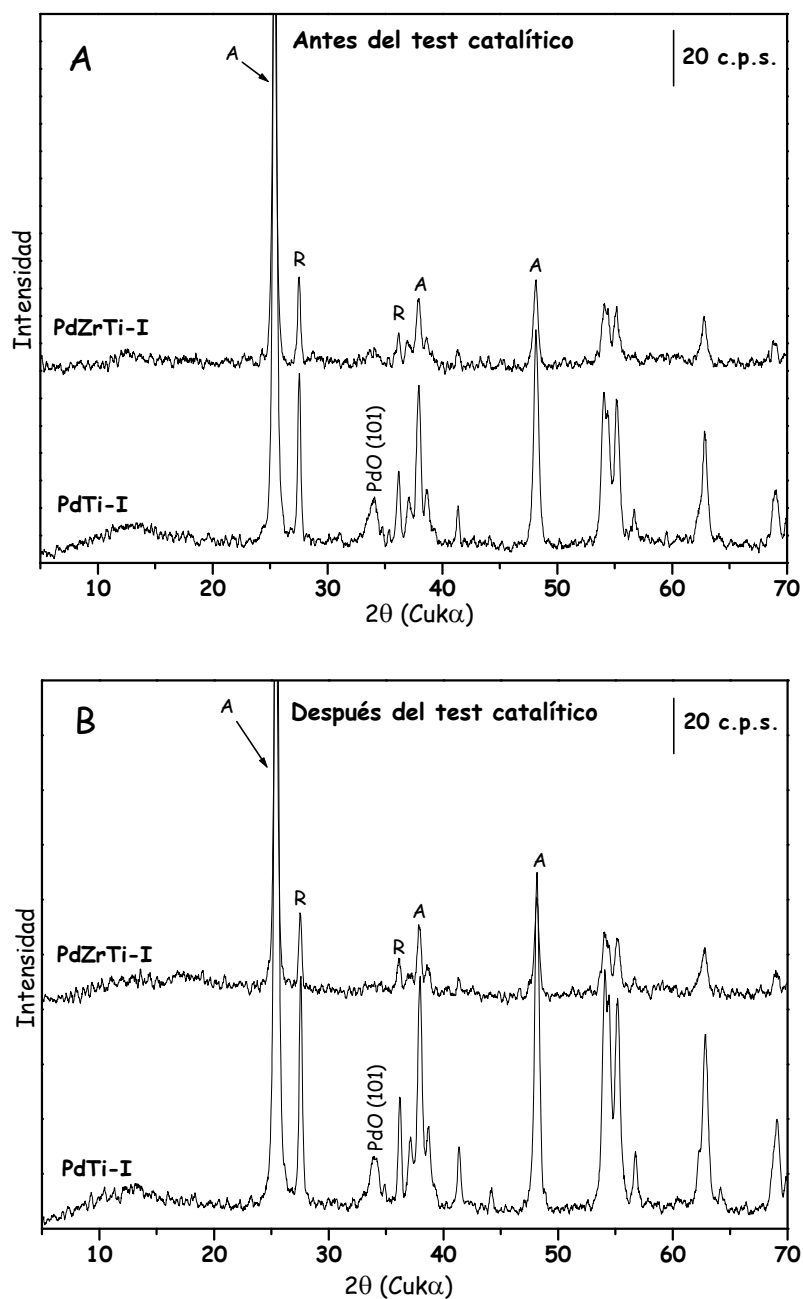 A
Antes del test catalítico
20 c.p.s.
A
R
R
A
A
PdZrTi-I
PdO (101)
PdTi-I
Intensidad
10 20 30 40 50 60 70
2θ (Cukα)
B
Después del test catalítico
20 c.p.s.
A
R
R
A
A
PdZrTi-I
PdO (101)
PdTi-I
Intensidad
10 20 30 40 50 60 70
2θ (Cukα)